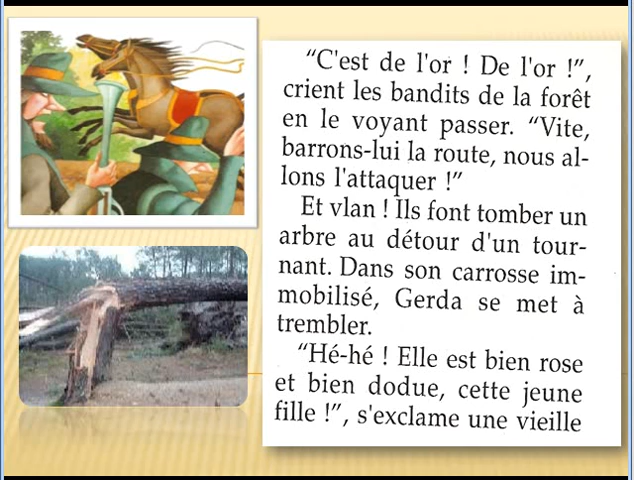 “C'est de l'or ! De l'or !”,
crient les bandits de la forêt
en le voyant passer. “Vite,
barrons-lui la route, nous al-
lons l'attaquer !”
Et vlan ! Ils font tomber un
arbre au détour d'un tour-
nant. Dans son carrosse im-
mobilisé, Gerda se met à
trembler.
“Hé-hé ! Elle est bien rose
et bien dodue, cette jeune
fille !”, s'exclame une vieille